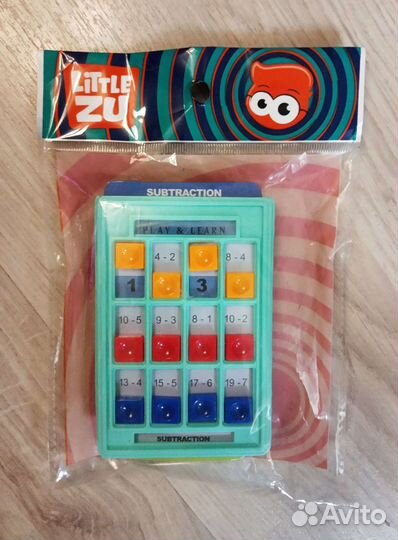 LiTTLE
ZU
SUBTRACTION
PLAY & LEARN
4 - 2 8 - 4
1 3
10 - 5 9 - 3 8 - 1 10 - 2
13 - 4 15 - 5 17 - 6 19 - 7
SUBTRACTION
Avito